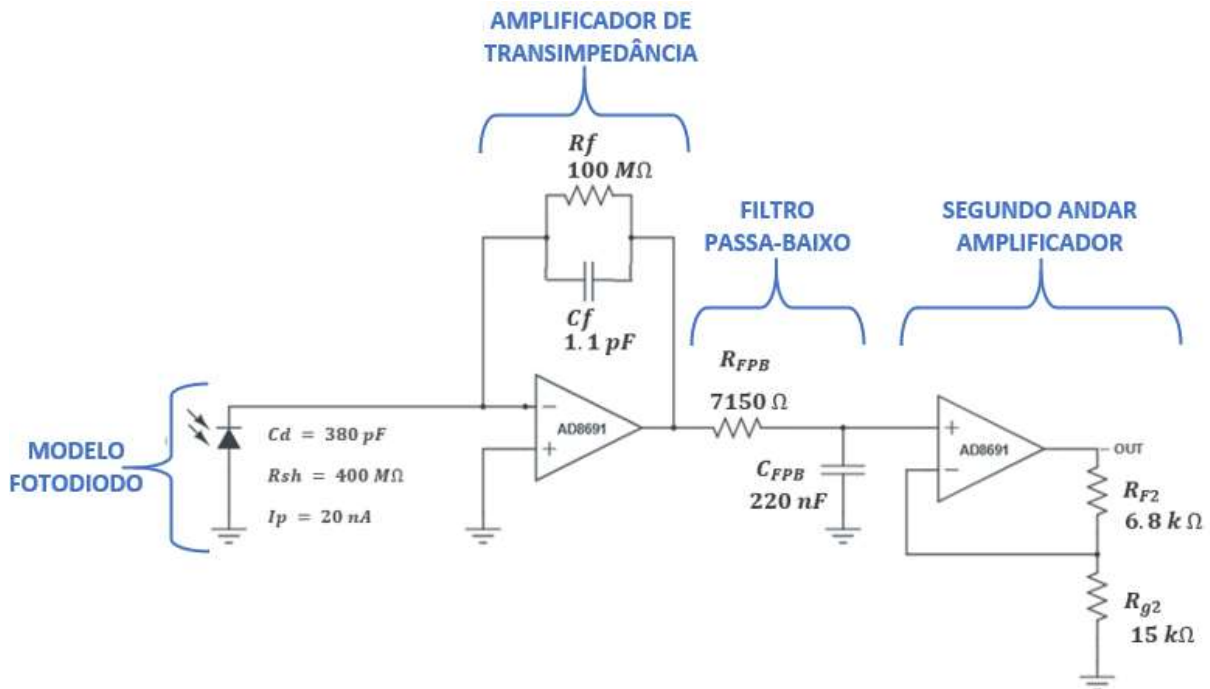 AMPLIFICADOR DE
TRANSIMPEDÂNCIA
Rf
100 MΩ
Cf
1.1 pF
FILTRO
PASSA-BAIXO
SEGUNDO ANDAR
AMPLIFICADOR
R_FPB
7150 Ω
C_FPB
220 nF
MODELO
FOTODIODO
Cd = 380 pF
Rsh = 400 MΩ
Ip = 20 nA
−
+
AD8691
+
−
AD8691
OUT
R_F2
6.8 k Ω
R_g2
15 kΩ